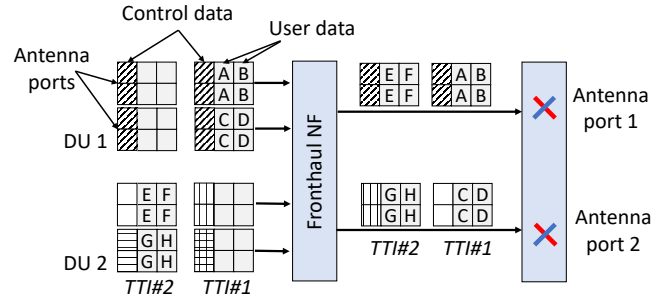 Control data
User data
Antenna
ports
A B
A B
E F
E F
A B
A B
Antenna
port 1
C D
C D
DU 1
Fronthaul NF
E F
E F
G H
G H
C D
C D
Antenna
port 2
G H
G H
DU 2
TTI#2
TTI#1
TTI#2
TTI#1